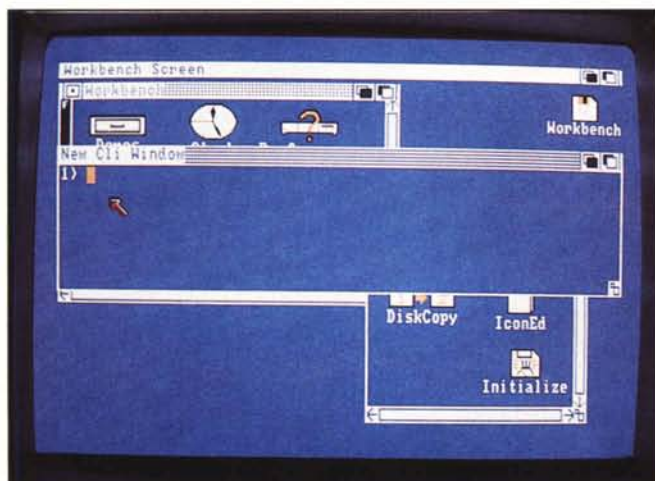 Workbench Screen
Workbench
Workbench
New Cli Window
1>
DiskCopy
IconEd
Initialize